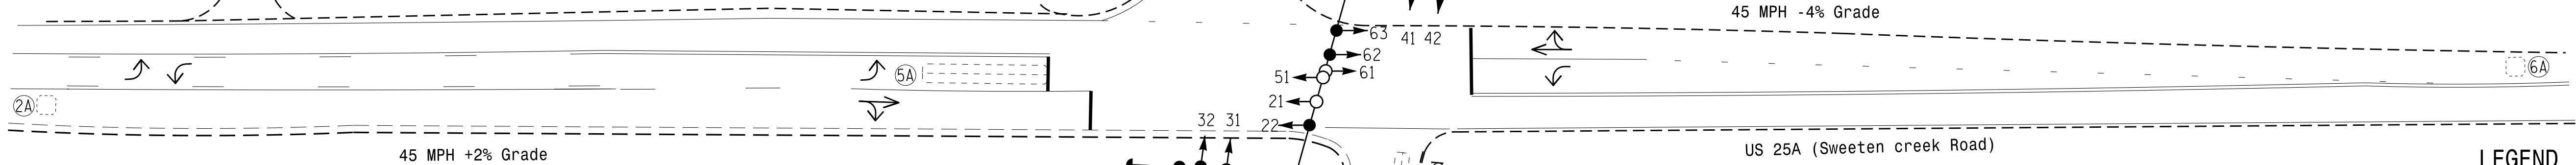 45 MPH -4% Grade
63
41 42
62
61
51
5A
6A
2A
21
22
32 31
45 MPH +2% Grade
US 25A (Sweeten creek Road)
LEGEND